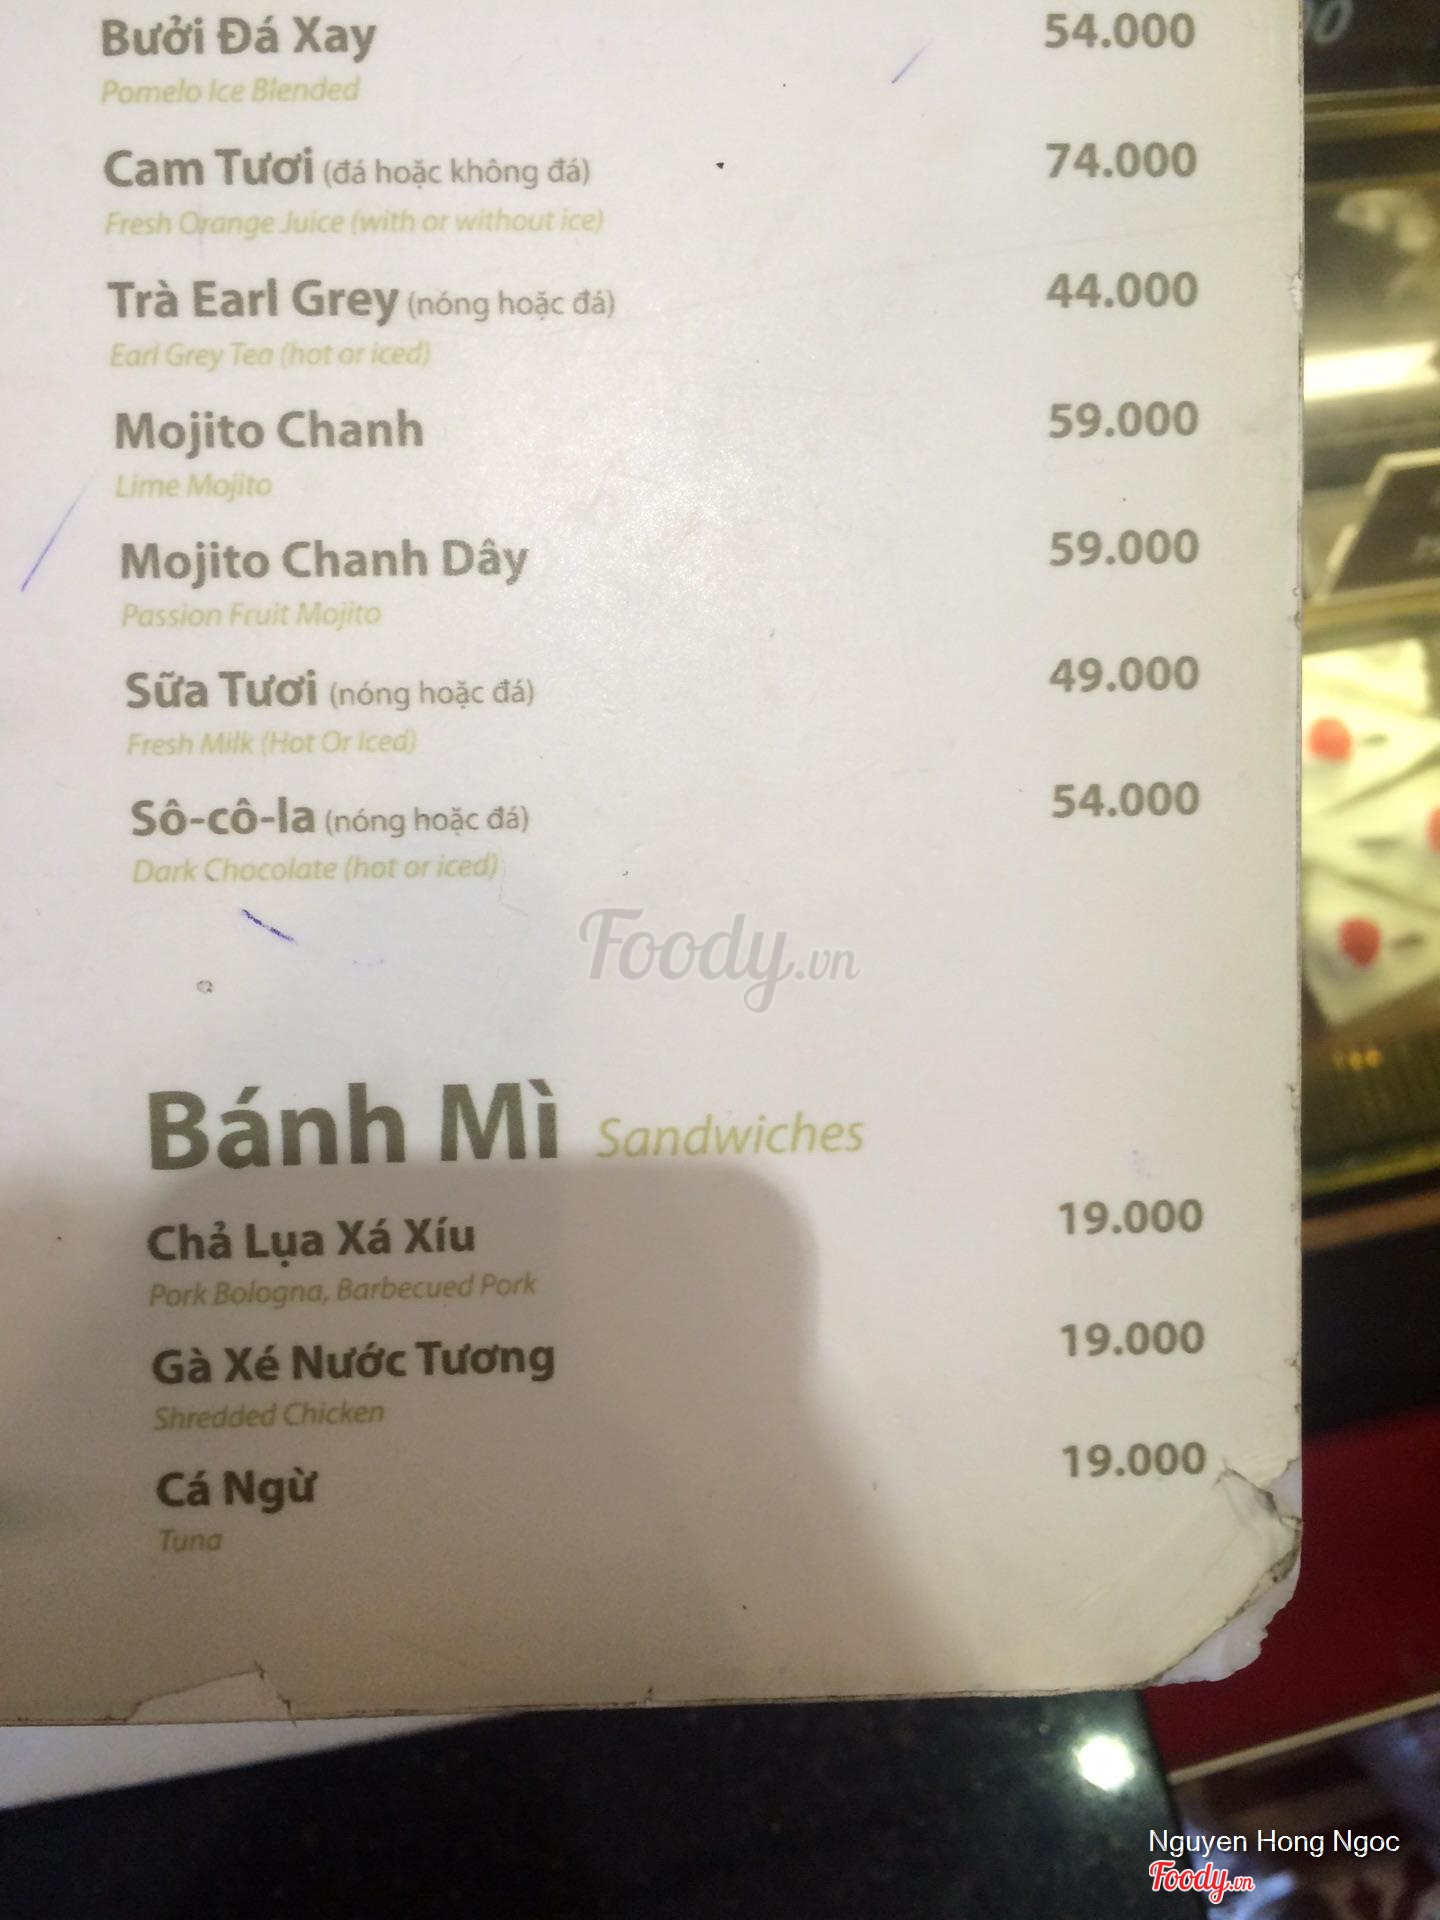 Bưởi Đá Xay 54.000
Pomelo Ice Blended
Cam Tươi (đá hoặc không đá) 74.000
Fresh Orange Juice (with or without ice)
Trà Earl Grey (nóng hoặc đá) 44.000
Earl Grey Tea (hot or iced)
Mojito Chanh 59.000
Lime Mojito
Mojito Chanh Dây 59.000
Passion Fruit Mojito
Sữa Tươi (nóng hoặc đá) 49.000
Fresh Milk (Hot Or Iced)
Sô-cô-la (nóng hoặc đá) 54.000
Dark Chocolate (hot or iced)
Foody.vn
Bánh Mì Sandwiches
Chả Lụa Xá Xíu 19.000
Pork Bologna, Barbecued Pork
Gà Xé Nước Tương 19.000
Shredded Chicken
Cá Ngừ 19.000
Tuna
Nguyen Hong Ngoc
Foody.vn